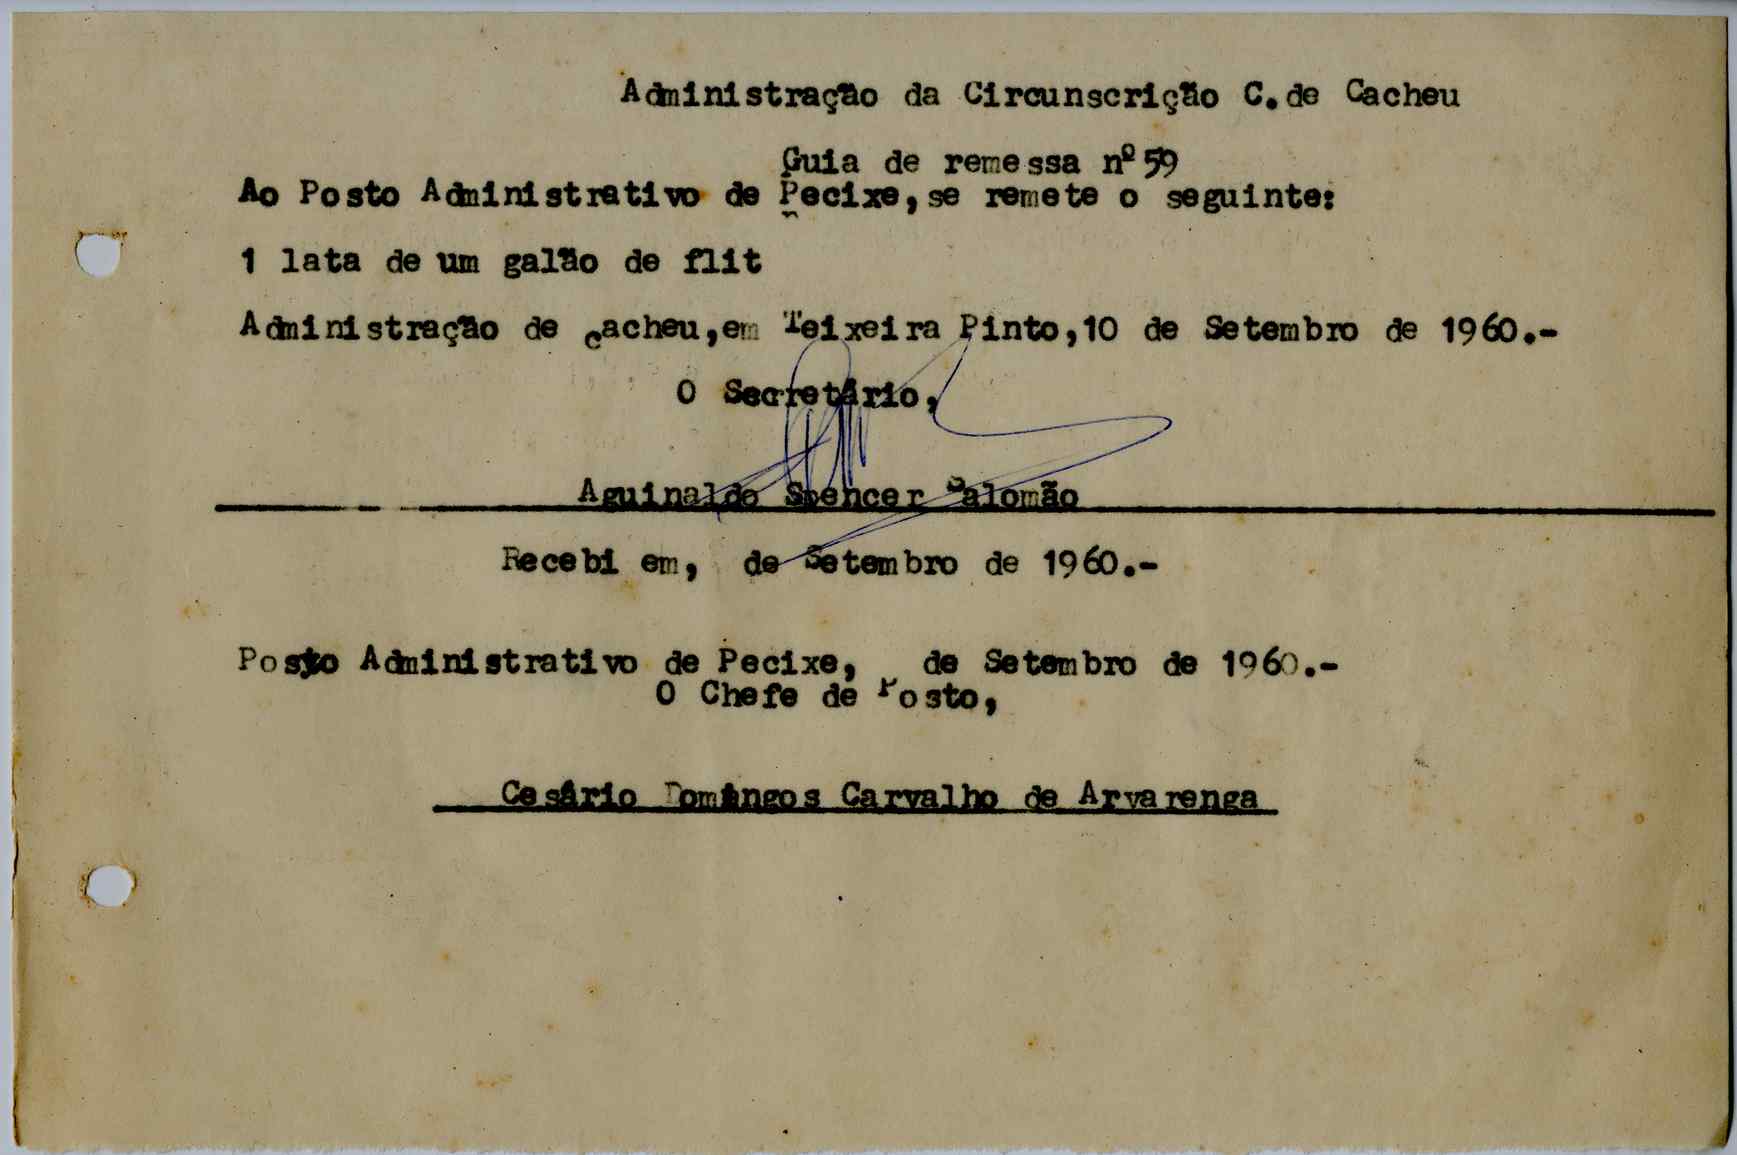 Administração da Circunscrição C.de Cacheu
Guia de remessa nº 59
Ao Posto Administrativo de Pecixe,se remete o seguinte:
1 lata de um galão de flit
Administração de Cacheu,em Teixeira Pinto,10 de Setembro de 1960.-
O Secretário,
Aguinaldo Spencer Salomão
Recebi em, de Setembro de 1960.-
Posto Administrativo de Pecixe, de Setembro de 1960.-
O Chefe de Posto,
Cesário Domingos Carvalho de Arvarenga